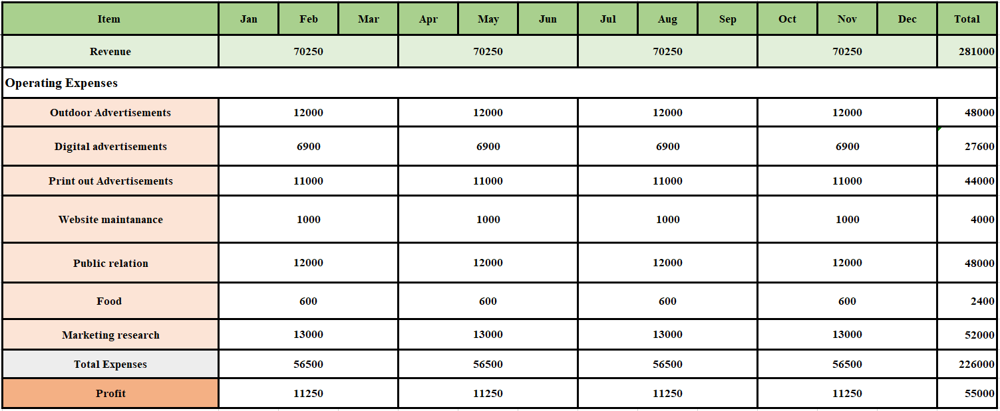 Item Jan Feb Mar Apr May Jun Jul Aug Sep Oct Nov Dec Total
Revenue 70250 70250 70250 70250 281000
Operating Expenses
Outdoor Advertisements 12000 12000 12000 12000 48000
Digital advertisements 6900 6900 6900 6900 27600
Print out Advertisements 11000 11000 11000 11000 44000
Website maintanance 1000 1000 1000 1000 4000
Public relation 12000 12000 12000 12000 48000
Food 600 600 600 600 2400
Marketing research 13000 13000 13000 13000 52000
Total Expenses 56500 56500 56500 56500 226000
Profit 11250 11250 11250 11250 55000